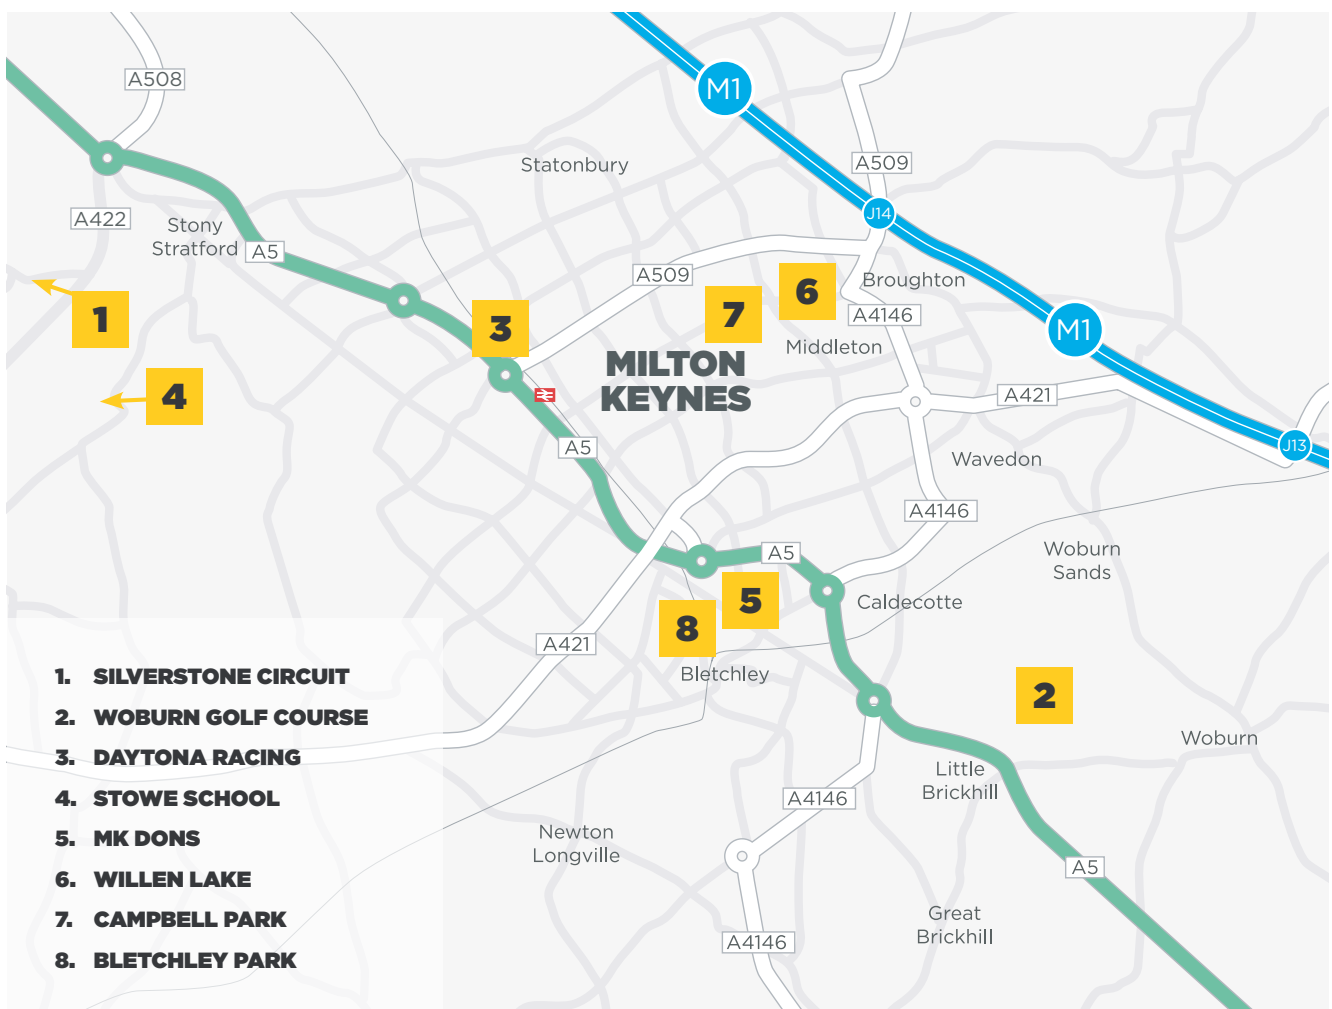 M1
A508
A509
Statonbury
J14
A422
Stony
Stratford
A5
A509
Broughton
1
3
7
6
A4146
M1
Middleton
MILTON
KEYNES
4
A421
A5
J13
Wavedon
A4146
A5
Woburn
Sands
5
Caldecotte
8
A421
Bletchley
2
Woburn
Little
Brickhill
A4146
Newton
Longville
A5
Great
Brickhill
A4146
1. SILVERSTONE CIRCUIT
2. WOBURN GOLF COURSE
3. DAYTONA RACING
4. STOWE SCHOOL
5. MK DONS
6. WILLEN LAKE
7. CAMPBELL PARK
8. BLETCHLEY PARK